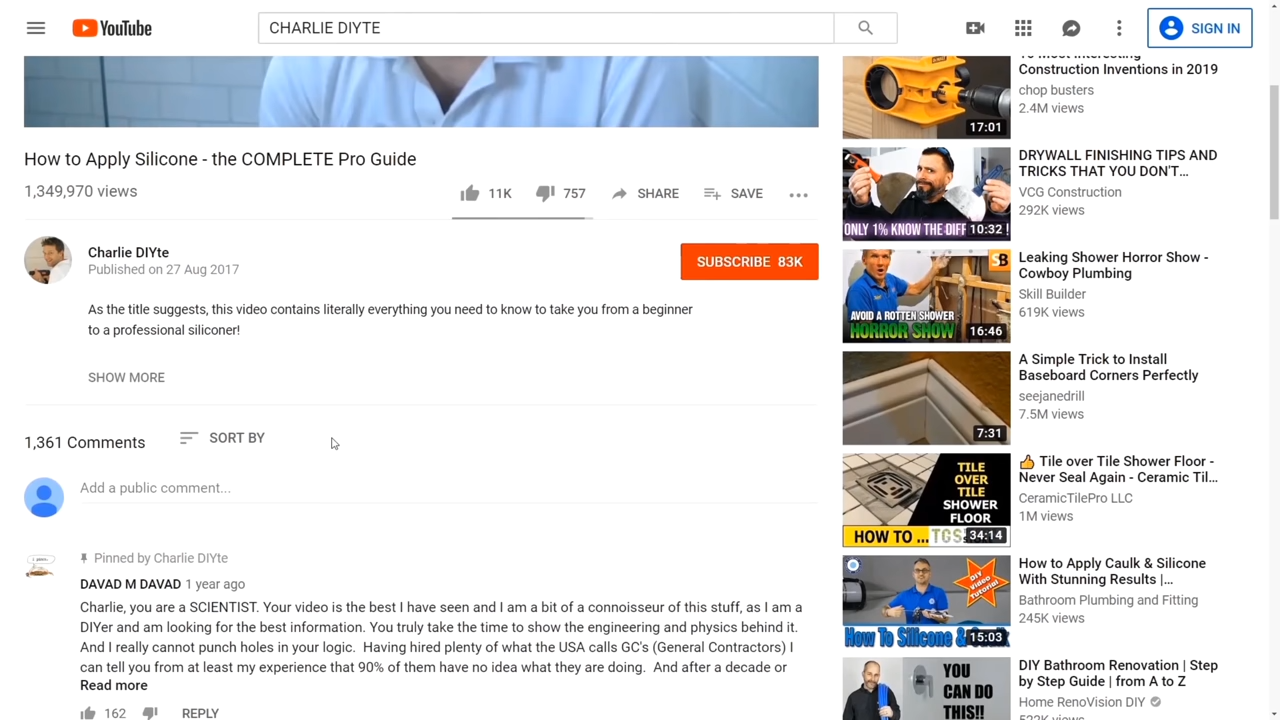 YouTube
CHARLIE DIYTE
SIGN IN
How to Apply Silicone - the COMPLETE Pro Guide
1,349,970 views
11K
757
SHARE
SAVE
Charlie DIYte
Published on 27 Aug 2017
SUBSCRIBE 83K
As the title suggests, this video contains literally everything you need to know to take you from a beginner
to a professional siliconer!
SHOW MORE
1,361 Comments
SORT BY
Add a public comment...
Pinned by Charlie DIYte
DAVAD M DAVAD 1 year ago
Charlie, you are a SCIENTIST. Your video is the best I have seen and I am a bit of a connoisseur of this stuff, as I am a
DIYer and am looking for the best information. You truly take the time to show the engineering and physics behind it.
And I really cannot punch holes in your logic. Having hired plenty of what the USA calls GC's (General Contractors) I
can tell you from at least my experience that 90% of them have no idea what they are doing. And after a decade or
Read more
162
REPLY
10 Most Interesting
Construction Inventions in 2019
chop busters
2.4M views
17:01
DRYWALL FINISHING TIPS AND
TRICKS THAT YOU DON'T...
VCG Construction
292K views
ONLY 1% KNOW THE DIFF
10:32
Leaking Shower Horror Show -
Cowboy Plumbing
Skill Builder
619K views
SB
AVOID A ROTTEN SHOWER
HORROR SHOW
16:46
A Simple Trick to Install
Baseboard Corners Perfectly
seejanedrill
7.5M views
7:31
👍 Tile over Tile Shower Floor -
Never Seal Again - Ceramic Til...
CeramicTilePro LLC
1M views
TILE
OVER
TILE
SHOWER
FLOOR
HOW TO ... TGS
34:14
How to Apply Caulk & Silicone
With Stunning Results |...
Bathroom Plumbing and Fitting
245K views
DIY
Video
Tutorial
How To Silicone &
15:03
DIY Bathroom Renovation | Step
by Step Guide | from A to Z
Home RenoVision DIY
522K views
YOU
CAN DO
THIS!!